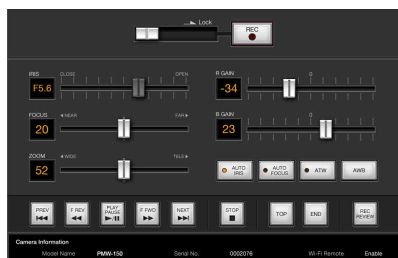 Lock
REC
IRIS
CLOSE
OPEN
F5.6
FOCUS
NEAR
FAR
20
ZOOM
WIDE
TELE
52
R GAIN
0
-34
B GAIN
0
23
AUTO
IRIS
AUTO
FOCUS
ATW
AWB
PREV
F REV
PLAY
PAUSE
F FWD
NEXT
STOP
TOP
END
REC
REVIEW
Camera Information
Model Name PMW-150 Serial No. 0002076 Wi-Fi Remote Enable